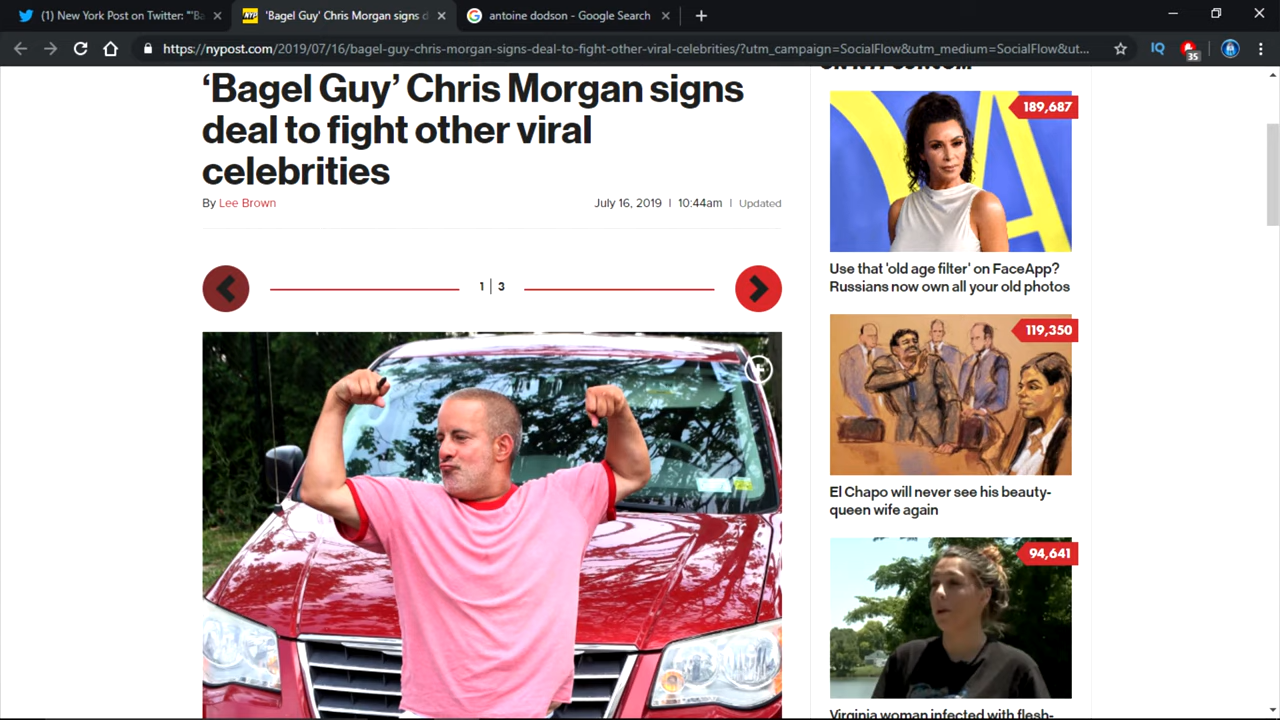 (1) New York Post on Twitter: "'Ba
'Bagel Guy' Chris Morgan signs d
antoine dodson - Google Search
https://nypost.com/2019/07/16/bagel-guy-chris-morgan-signs-deal-to-fight-other-viral-celebrities/?utm_campaign=SocialFlow&utm_medium=SocialFlow&ut...
IQ
35
‘Bagel Guy’ Chris Morgan signs
deal to fight other viral
celebrities
By Lee Brown
July 16, 2019 | 10:44am | Updated
1 | 3
ON NYPOST.COM
189,687
Use that 'old age filter' on FaceApp?
Russians now own all your old photos
119,350
El Chapo will never see his beauty-
queen wife again
94,641
Virginia woman infected with flesh-